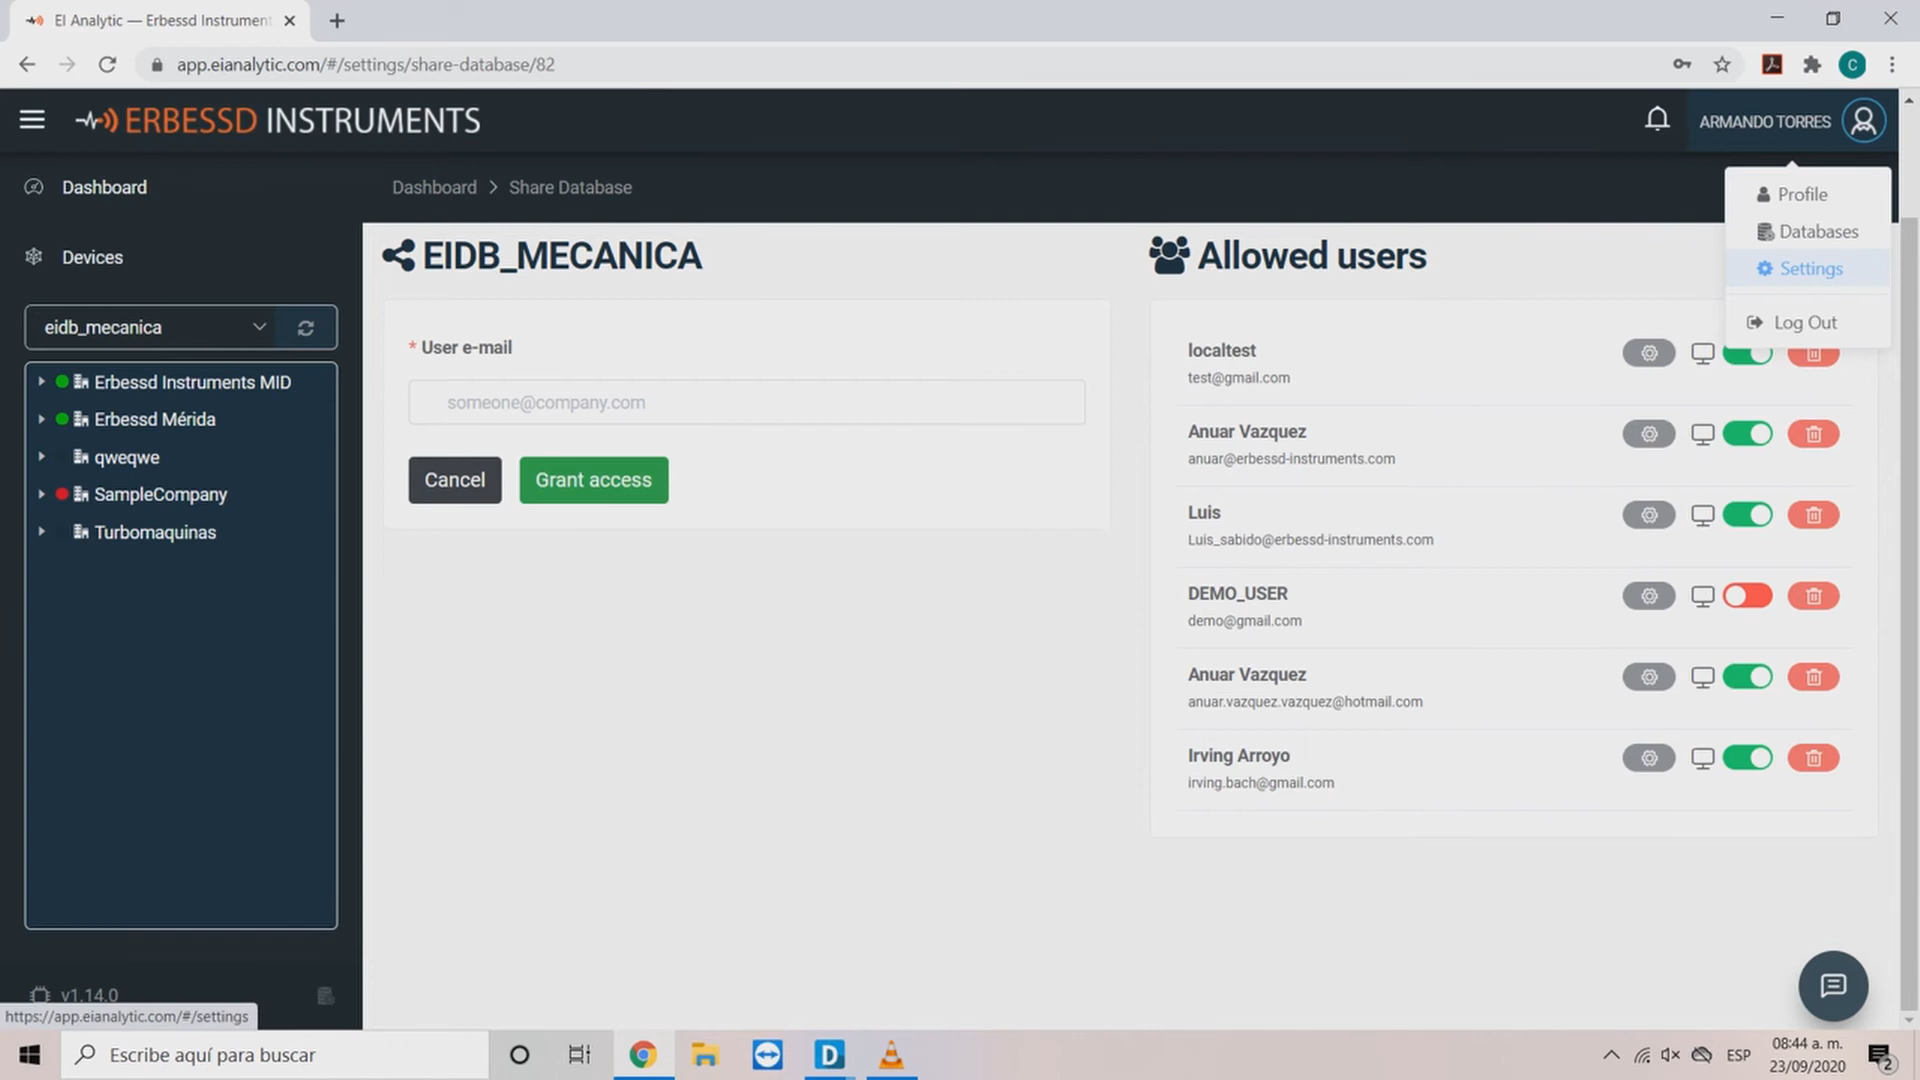 EI Analytic — Erbessd Instrument
app.eianalytic.com/#/settings/share-database/82
C
ERBESSD INSTRUMENTS
ARMANDO TORRES
Dashboard
Dashboard > Share Database
Profile
Databases
Settings
Log Out
Devices
eidb_mecanica
Erbessd Instruments MID
Erbessd Mérida
qweqwe
SampleCompany
Turbomaquinas
EIDB_MECANICA
* User e-mail
someone@company.com
Cancel
Grant access
Allowed users
localtest
test@gmail.com
Anuar Vazquez
anuar@erbessd-instruments.com
Luis
Luis_sabido@erbessd-instruments.com
DEMO_USER
demo@gmail.com
Anuar Vazquez
anuar.vazquez.vazquez@hotmail.com
Irving Arroyo
irving.bach@gmail.com
v1.14.0
https://app.eianalytic.com/#/settings
Escribe aquí para buscar
D
ESP
08:44 a. m.
23/09/2020
2